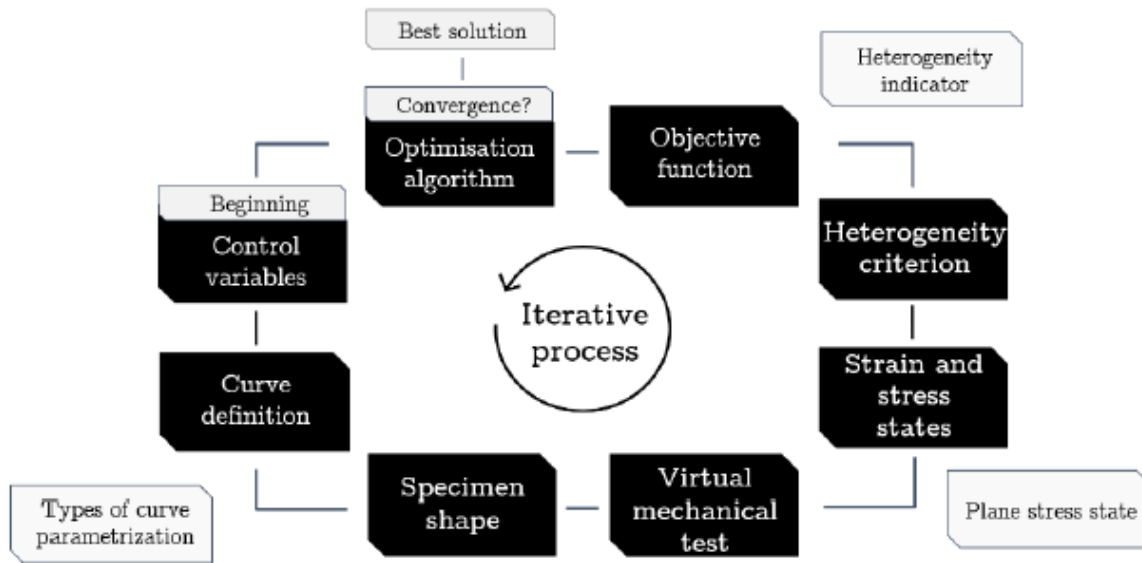 Best solution
Convergence?
Optimisation
algorithm
Objective
function
Heterogeneity
indicator
Beginning
Control
variables
Heterogeneity
criterion
Iterative
process
Curve
definition
Strain and
stress
states
Types of curve
parametrization
Specimen
shape
Virtual
mechanical
test
Plane stress state